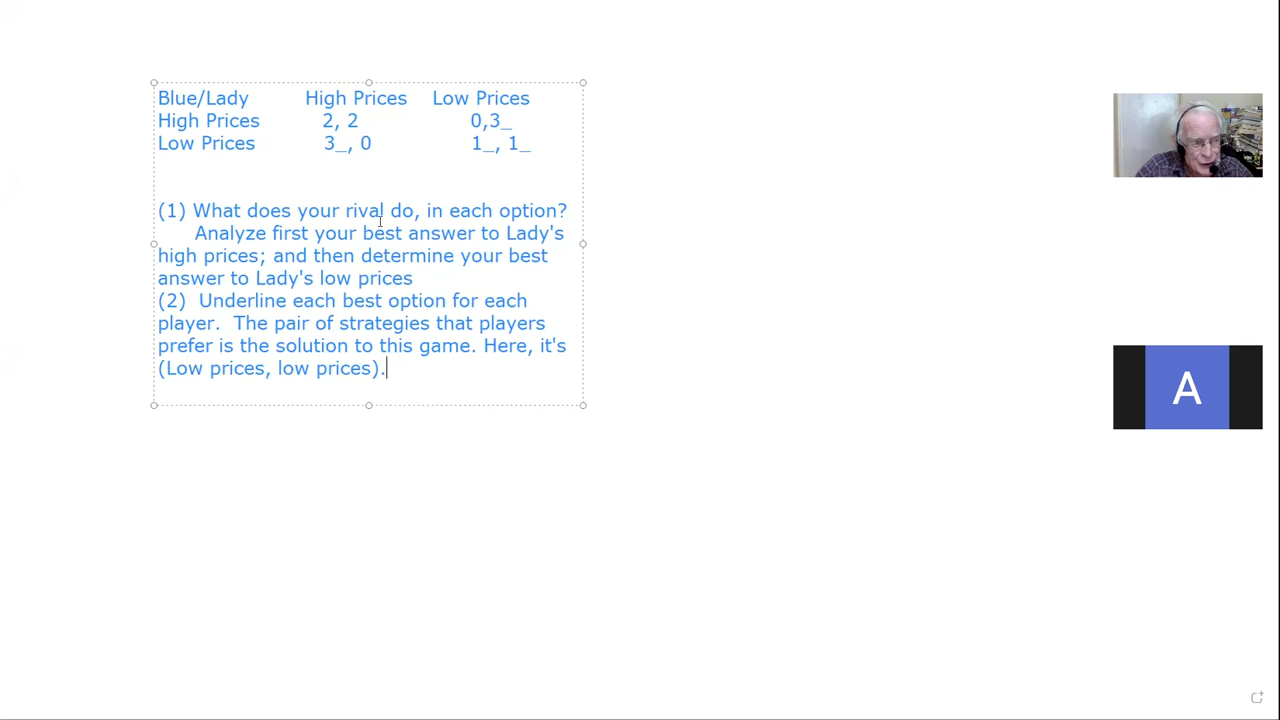 Blue/Lady High Prices Low Prices
High Prices 2, 2 0,3_
Low Prices 3_, 0 1_, 1_
(1) What does your rival do, in each option?
Analyze first your best answer to Lady's
high prices; and then determine your best
answer to Lady's low prices
(2) Underline each best option for each
player. The pair of strategies that players
prefer is the solution to this game. Here, it's
(Low prices, low prices).
A